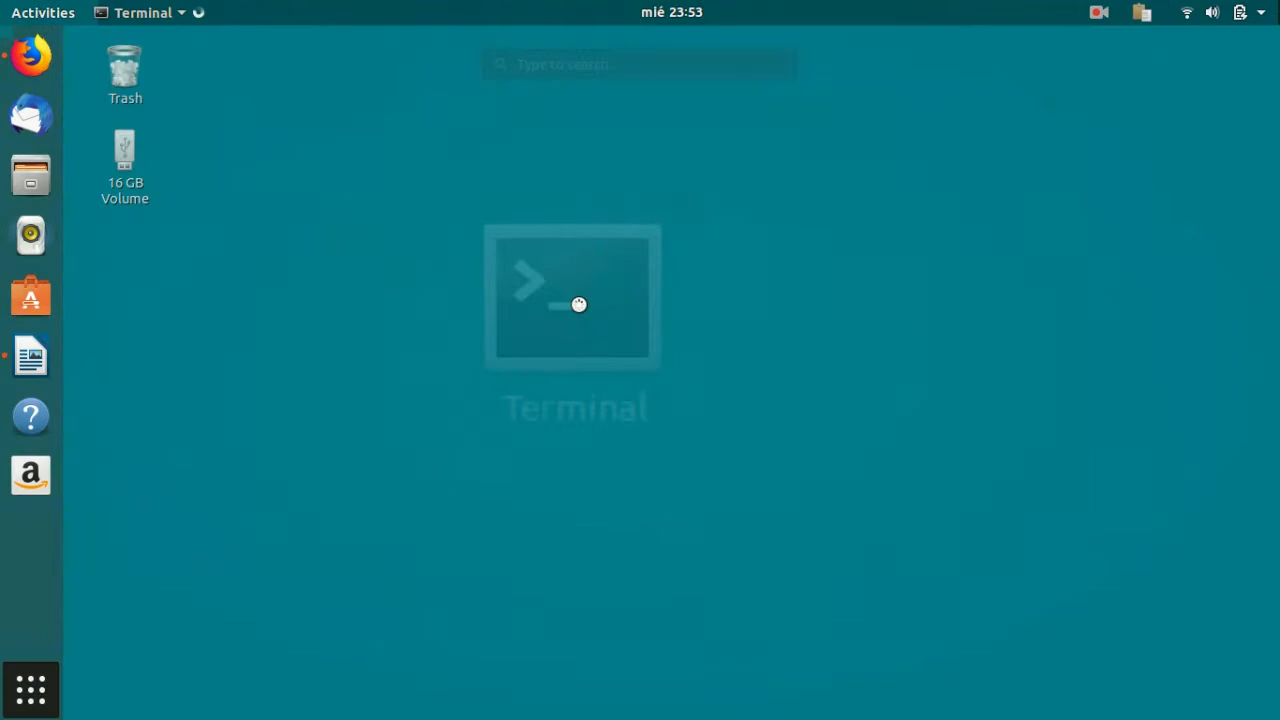 Activities
Terminal
mié 23:53
Type to search...
Trash
16 GB
Volume
Terminal